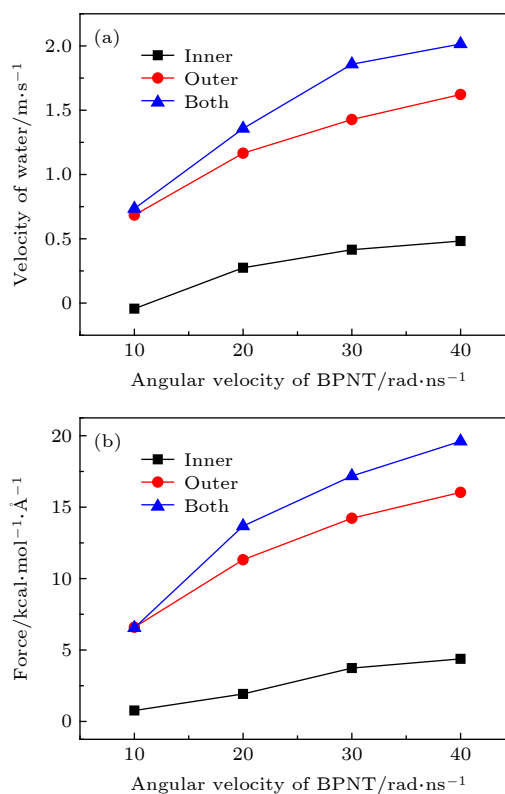 (a)
Inner
Outer
Both
2.0
1.5
1.0
0.5
0
Velocity of water/m·s⁻¹
10 20 30 40
Angular velocity of BPNT/rad·ns⁻¹
(b)
Inner
Outer
Both
20
15
10
5
0
Force/kcal·mol⁻¹·Å⁻¹
10 20 30 40
Angular velocity of BPNT/rad·ns⁻¹